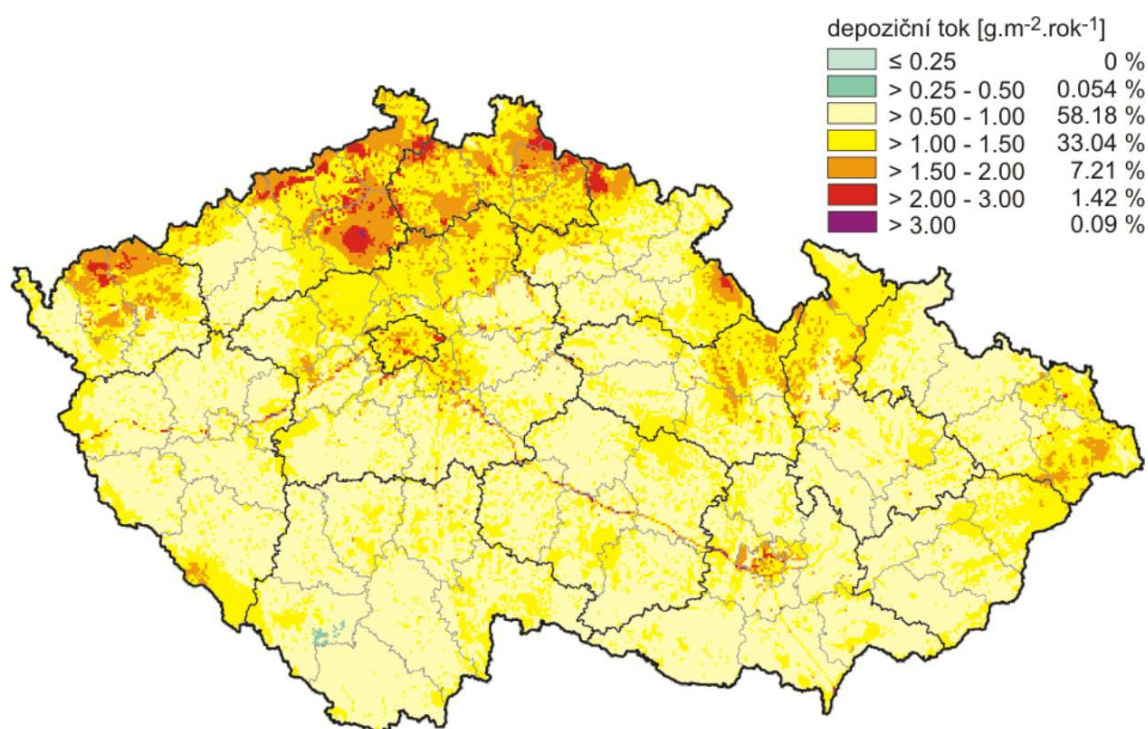 depoziční tok [g.m-2.rok-1]
≤ 0.25 0 %
> 0.25 - 0.50 0.054 %
> 0.50 - 1.00 58.18 %
> 1.00 - 1.50 33.04 %
> 1.50 - 2.00 7.21 %
> 2.00 - 3.00 1.42 %
> 3.00 0.09 %